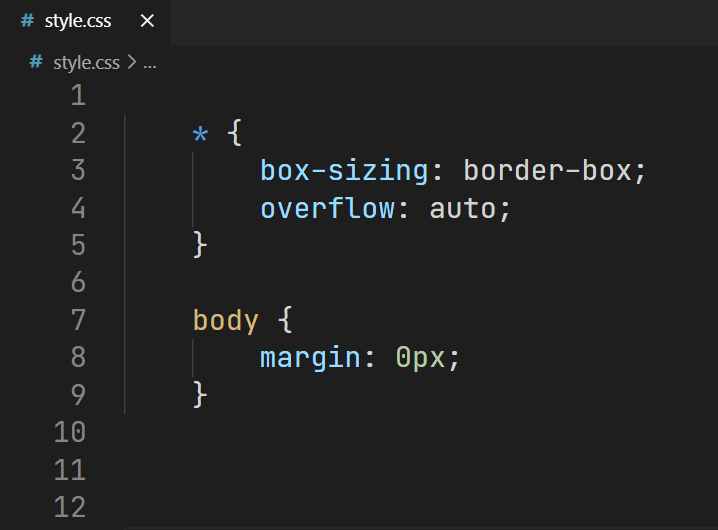 # style.css ×
# style.css > ...
1
2 * {
3 box-sizing: border-box;
4 overflow: auto;
5 }
6
7 body {
8 margin: 0px;
9 }
10
11
12